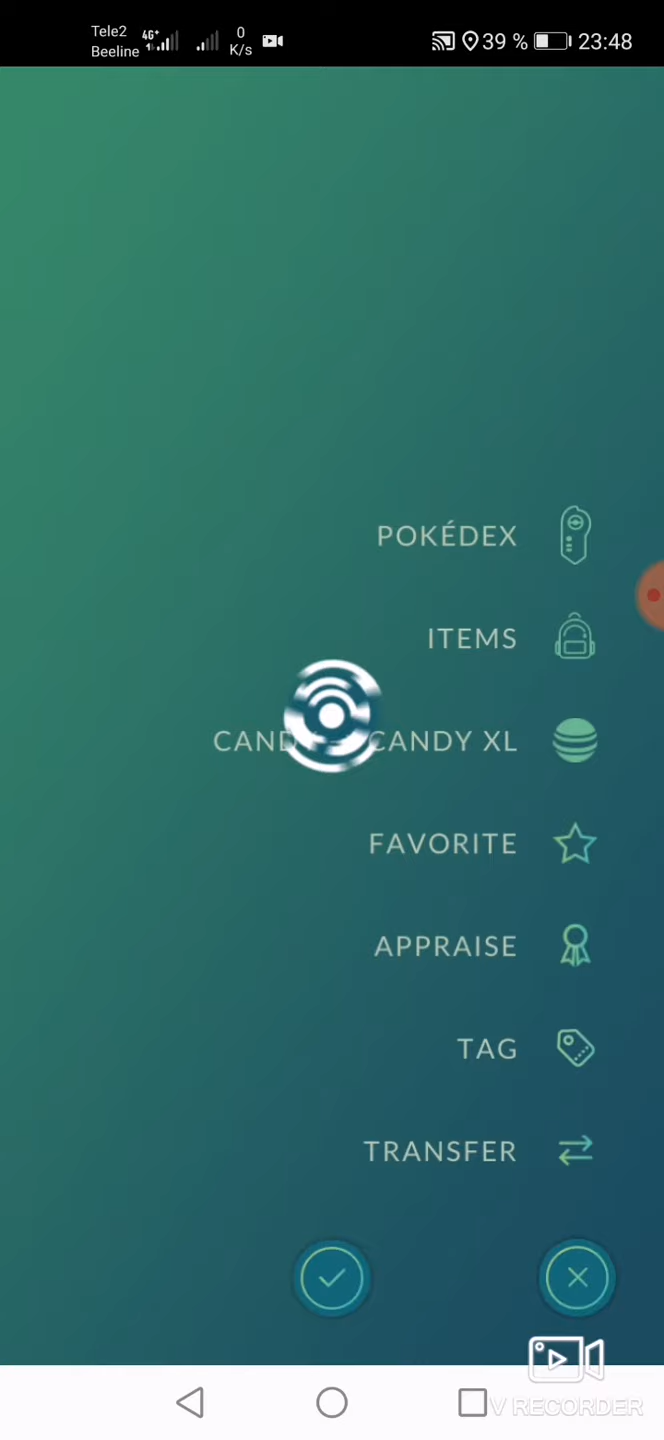 Tele2
Beeline
4G+
0
K/s
39 %
23:48
POKÉDEX
ITEMS
CANDY XL
FAVORITE
APPRAISE
TAG
TRANSFER
V RECORDER